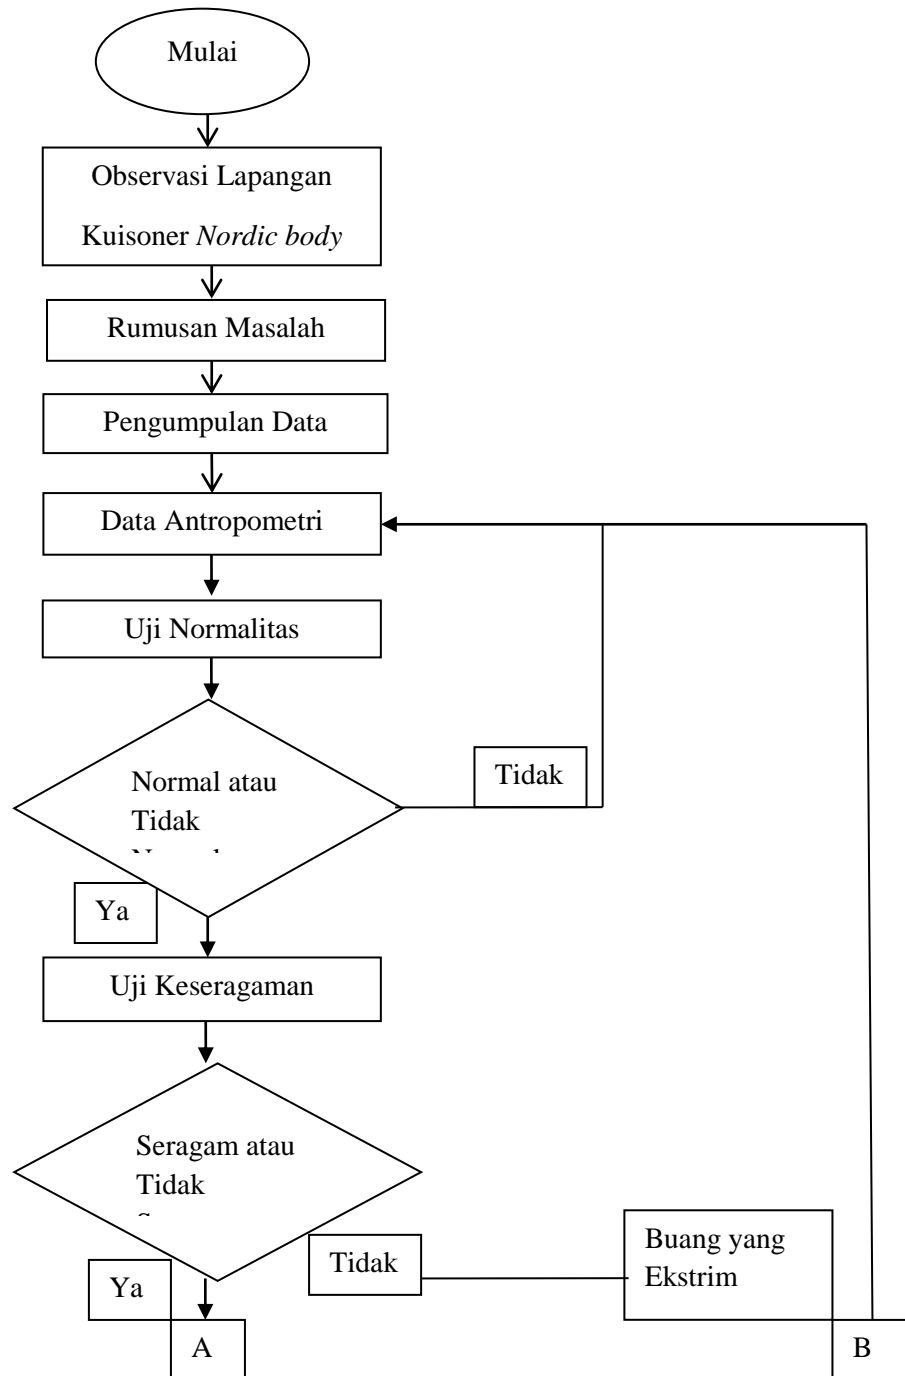 Mulai
Observasi Lapangan
Kuisoner Nordic body
Rumusan Masalah
Pengumpulan Data
Data Antropometri
Uji Normalitas
Normal atau
Tidak
Tidak
Ya
Uji Keseragaman
Seragam atau
Tidak
Tidak
Buang yang
Ekstrim
Ya
A
B